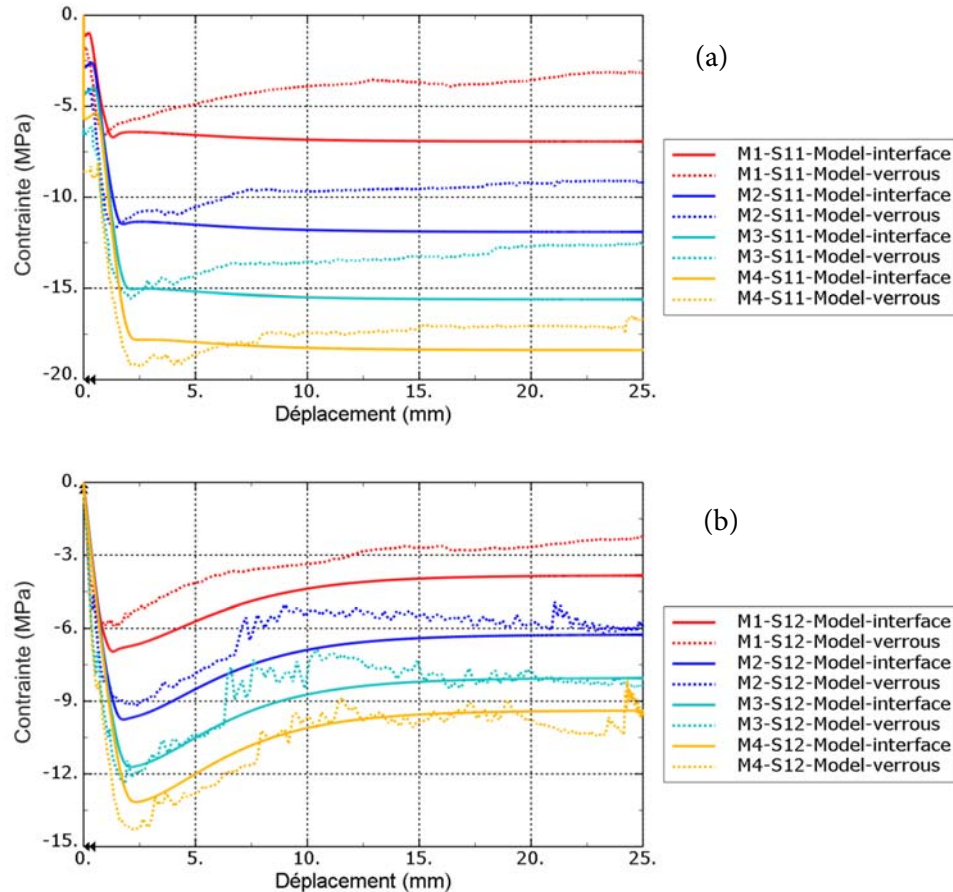 0.
-5.
-10.
-15.
-20.
0.
5.
10.
15.
20.
25.
Contrainte (MPa)
Déplacement (mm)
(a)
M1-S11-Model-interface
M1-S11-Model-verrous
M2-S11-Model-interface
M2-S11-Model-verrous
M3-S11-Model-interface
M3-S11-Model-verrous
M4-S11-Model-interface
M4-S11-Model-verrous
0.
-3.
-6.
-9.
-12.
-15.
0.
5.
10.
15.
20.
25.
Contrainte (MPa)
Déplacement (mm)
(b)
M1-S12-Model-interface
M1-S12-Model-verrous
M2-S12-Model-interface
M2-S12-Model-verrous
M3-S12-Model-interface
M3-S12-Model-verrous
M4-S12-Model-interface
M4-S12-Model-verrous